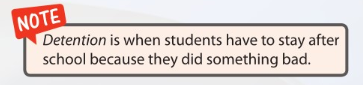 NOTE
Detention is when students have to stay after
school because they did something bad.